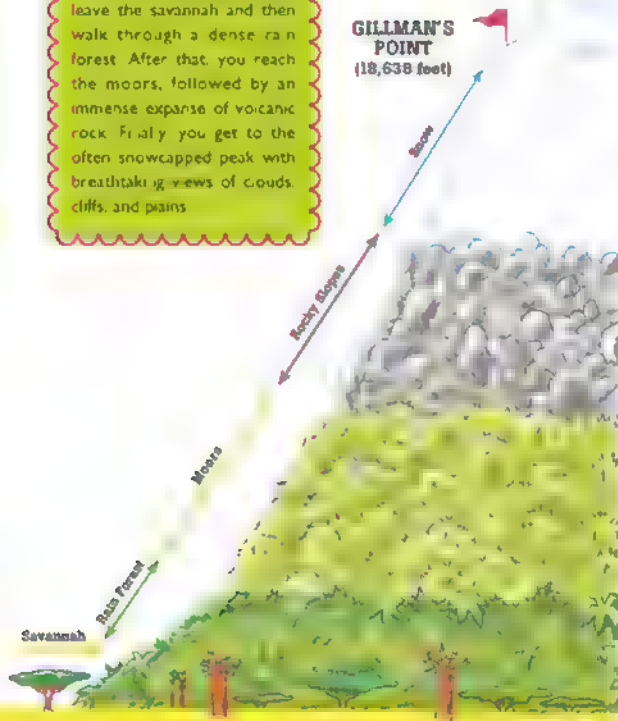 leave the savannah and then
walk through a dense rain
forest. After that, you reach
the moors, followed by an
immense expanse of volcanic
rock. Finally you get to the
often snowcapped peak with
breathtaking views of clouds,
cliffs, and plains
GILLMAN'S
POINT
(18,638 feet)
Snow
Rocky Slopes
Moors
Rain Forest
Savannah